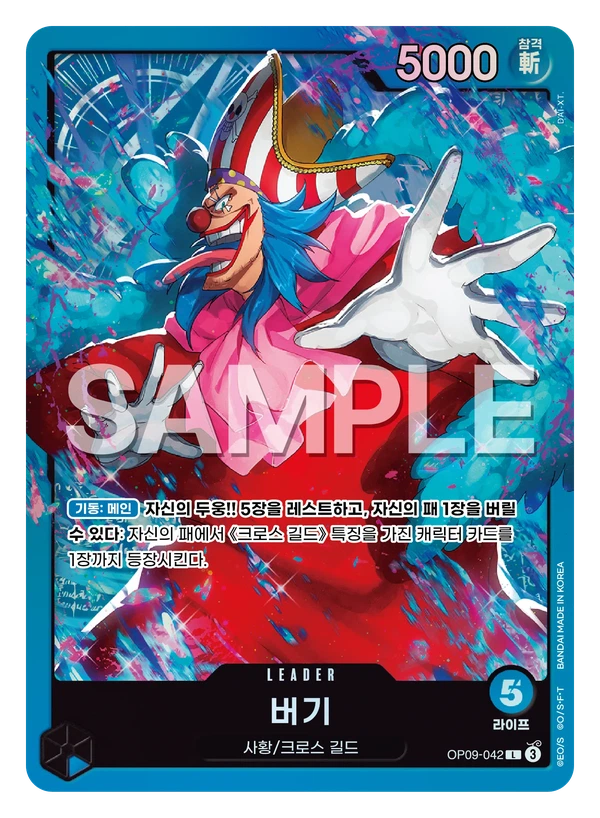 5000
참격
斬
DAI-XT.
SAMPLE
기동: 메인 자신의 두웅!! 5장을 레스트하고, 자신의 패 1장을 버릴
수 있다: 자신의 패에서 《크로스 길드》 특징을 가진 캐릭터 카드를
1장까지 등장시킨다.
LEADER
버기
사황/크로스 길드
5
라이프
OP09-042 L 3
©EO/S ©O/S·F·T BANDAI MADE IN KOREA